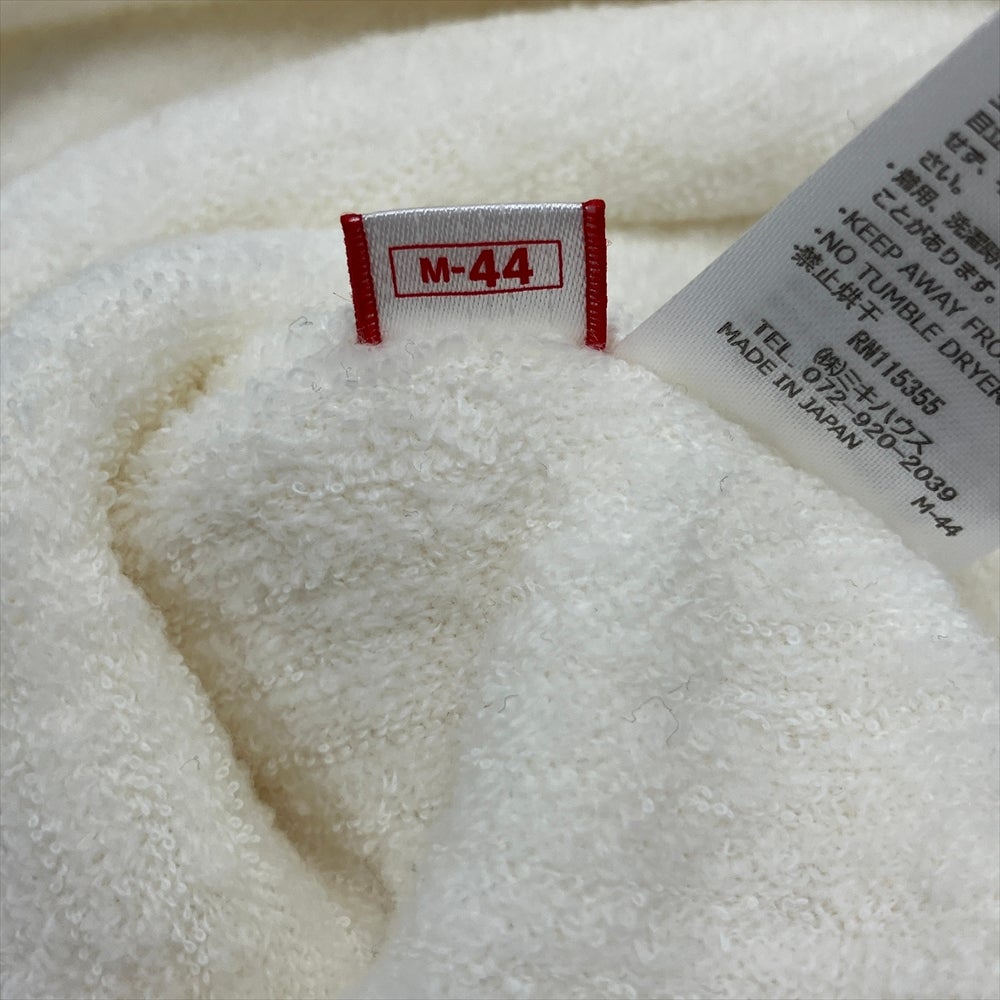 M-44
せず、
さい。
・着用、洗濯時
ことがあります。
・KEEP AWAY FRO
・NO TUMBLE DRYER
禁止烘干
RN115355
㈱ミキハウス
TEL. 072-920-2039
MADE IN JAPAN
M-44